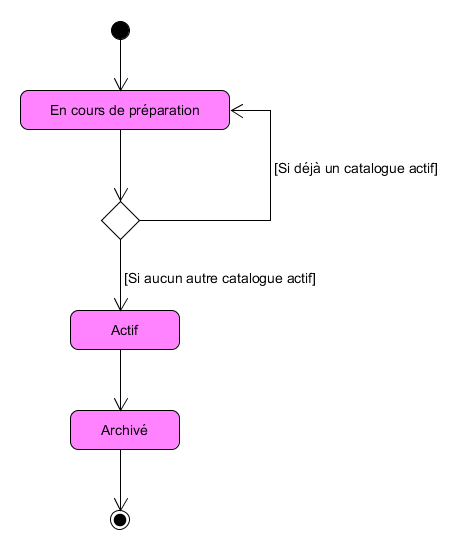 En cours de préparation
[Si déjà un catalogue actif]
[Si aucun autre catalogue actif]
Actif
Archivé